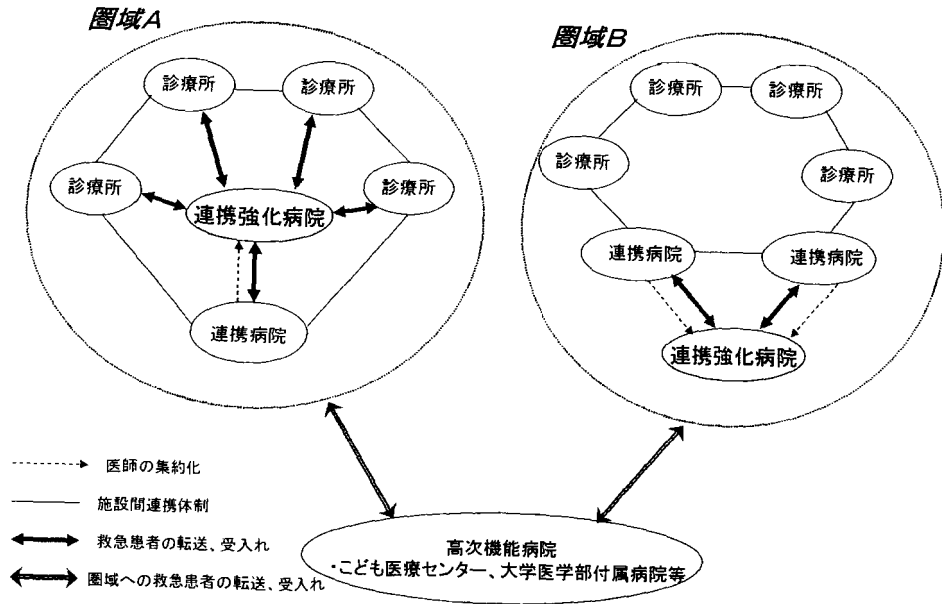 圏域A
圏域B
診療所
診療所
診療所
診療所
診療所
診療所
診療所
診療所
連携強化病院
連携病院
連携病院
連携病院
連携強化病院
医師の集約化
施設間連携体制
救急患者の転送、受入れ
圏域への救急患者の転送、受入れ
高次機能病院
・こども医療センター、大学医学部付属病院等